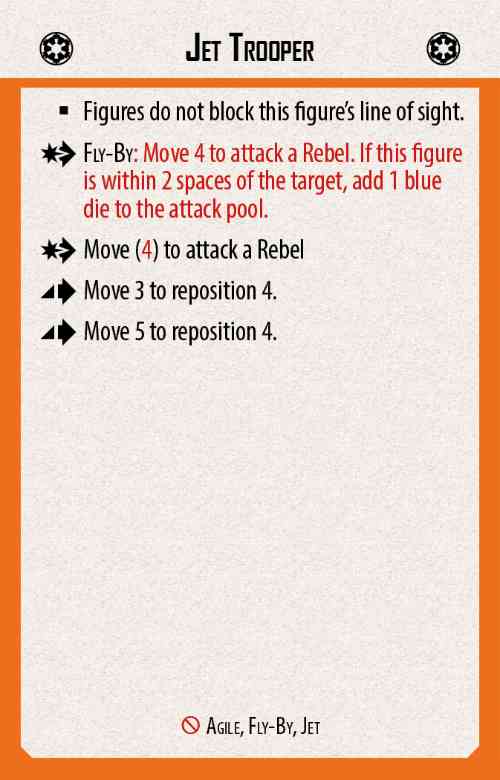 Jet Trooper
▪ Figures do not block this figure's line of sight.
Fly-By: Move 4 to attack a Rebel. If this figure
is within 2 spaces of the target, add 1 blue
die to the attack pool.
Move (4) to attack a Rebel
Move 3 to reposition 4.
Move 5 to reposition 4.
Agile, Fly-By, Jet